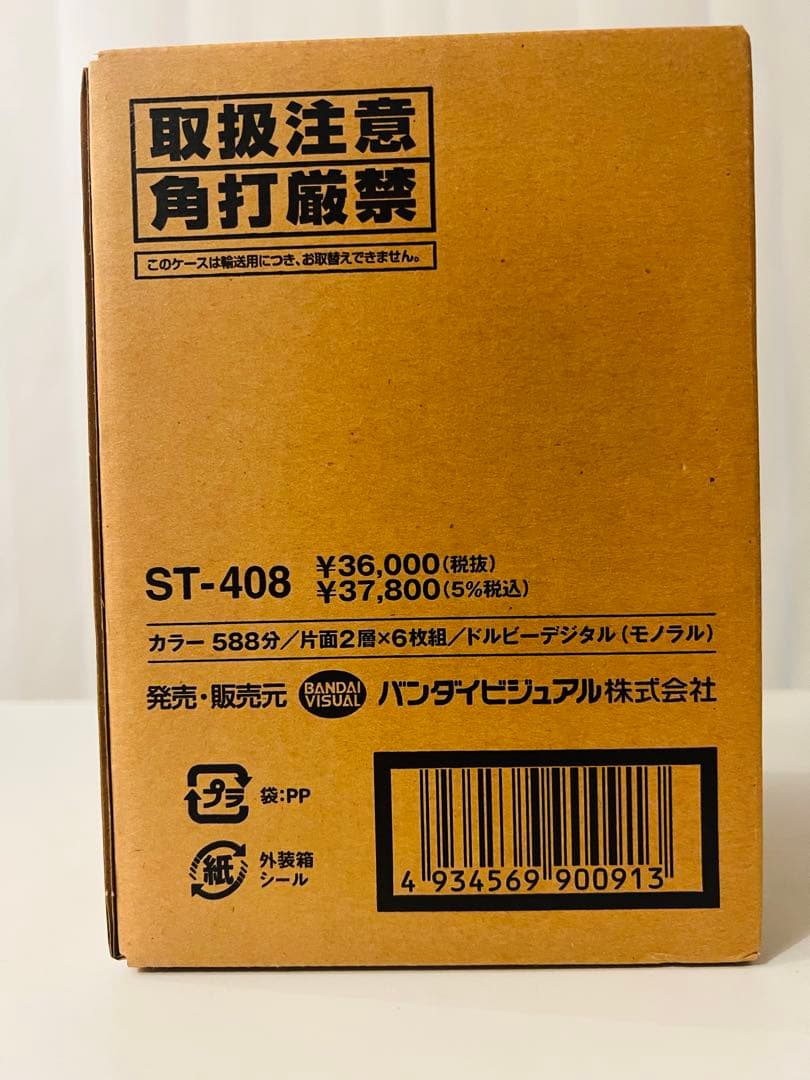 取扱注意
角打厳禁
このケースは輸送用につき、お取替えできません。
ST-408
¥36,000(税抜)
¥37,800(5%税込)
カラー 588分/片面2層×6枚組/ドルビーデジタル(モノラル)
発売・販売元 BANDAI VISUAL バンダイビジュアル株式会社
プラ 袋:PP
紙 外装箱
シール
4 934569 900913